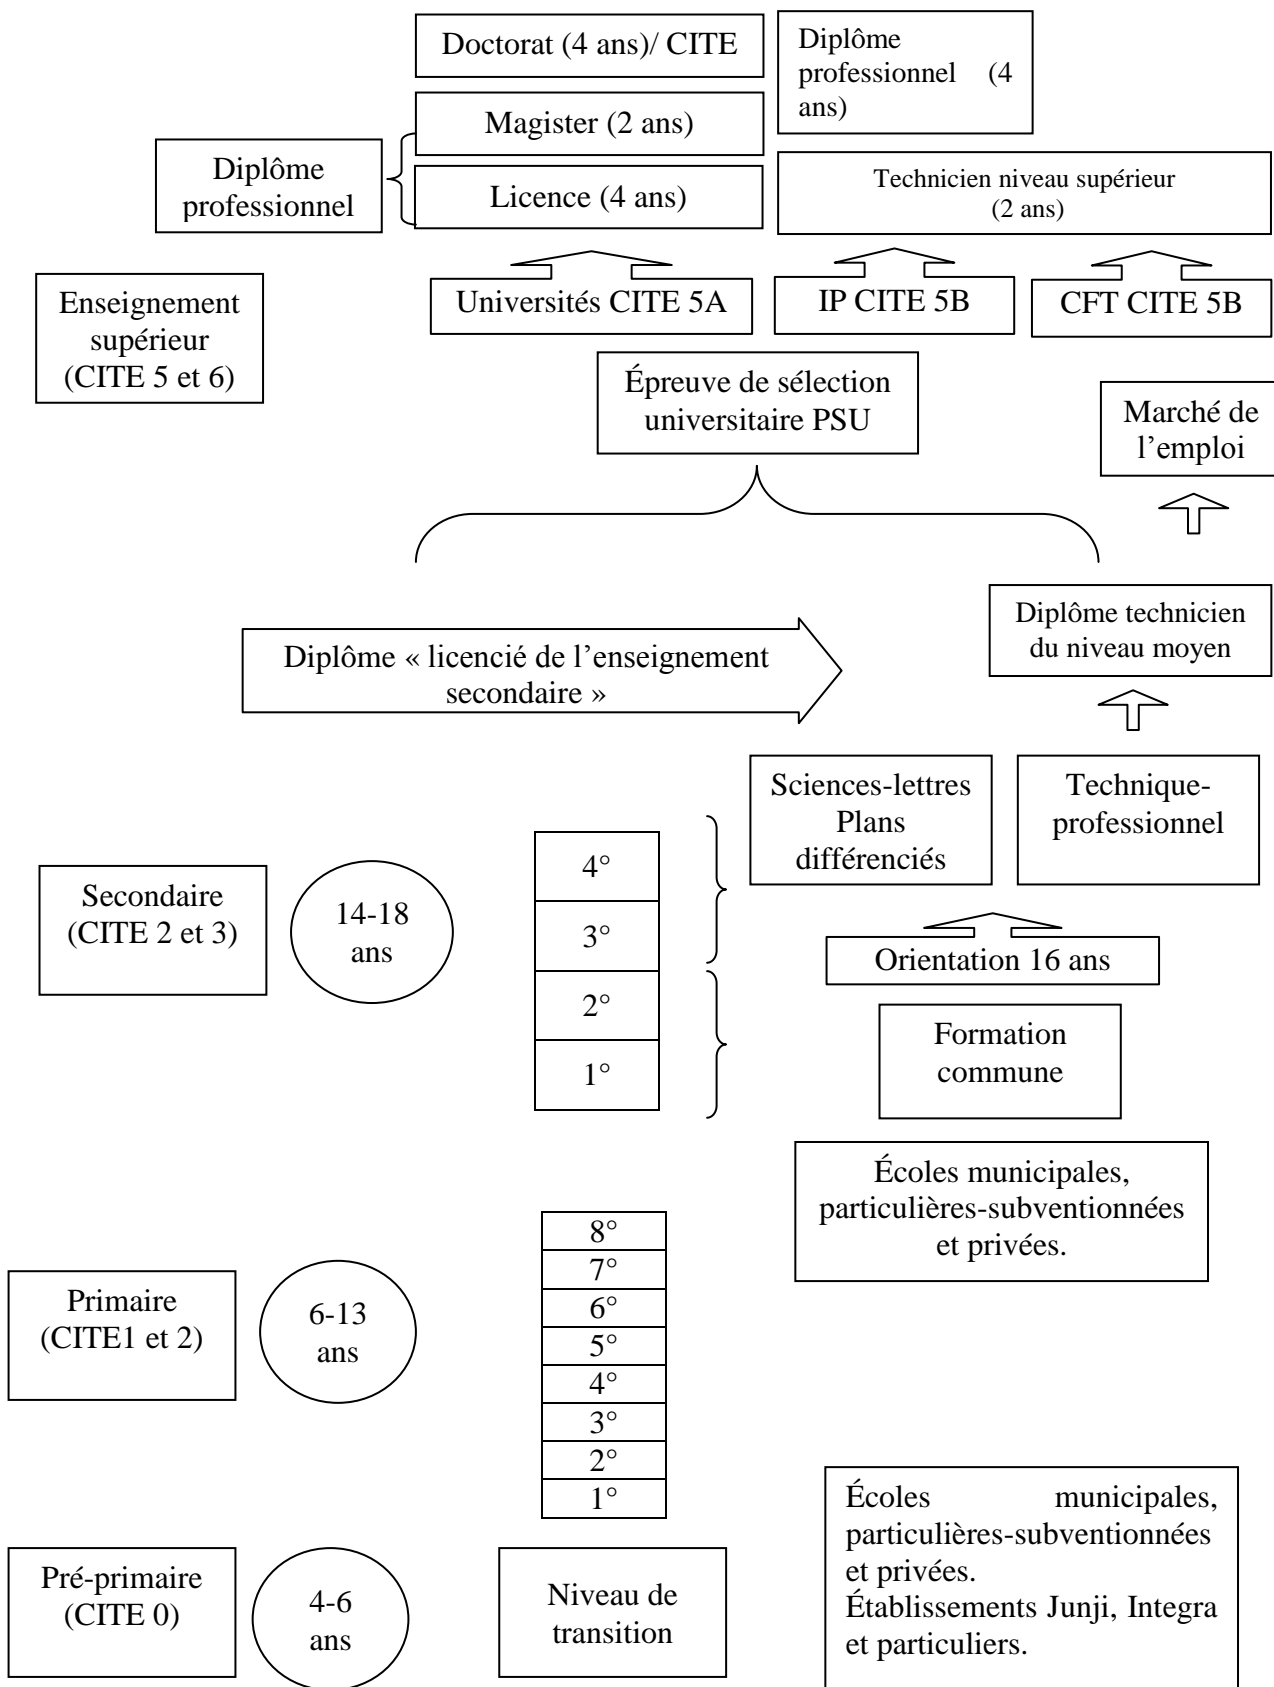 Doctorat (4 ans)/ CITE
Diplôme
professionnel (4
ans)
Magister (2 ans)
Diplôme
professionnel
Licence (4 ans)
Technicien niveau supérieur
(2 ans)
Enseignement
supérieur
(CITE 5 et 6)
Universités CITE 5A
IP CITE 5B
CFT CITE 5B
Épreuve de sélection
universitaire PSU
Marché de
l’emploi
Diplôme « licencié de l’enseignement
secondaire »
Diplôme technicien
du niveau moyen
Sciences-lettres
Plans
différenciés
Technique-
professionnel
Secondaire
(CITE 2 et 3)
14-18
ans
4°
3°
2°
1°
Orientation 16 ans
Formation
commune
Écoles municipales,
particulières-subventionnées
et privées.
Primaire
(CITE1 et 2)
6-13
ans
8°
7°
6°
5°
4°
3°
2°
1°
Pré-primaire
(CITE 0)
4-6
ans
Niveau de
transition
Écoles municipales,
particulières-subventionnées
et privées.
Établissements Junji, Integra
et particuliers.